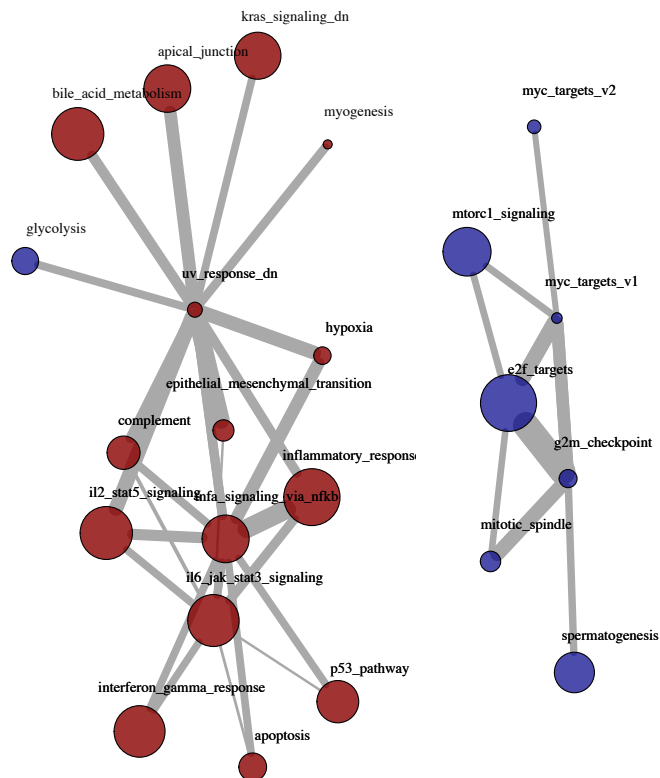 kras_signaling_dn
apical_junction
bile_acid_metabolism
myc_targets_v2
myogenesis
mtorc1_signaling
glycolysis
uv_response_dn
myc_targets_v1
hypoxia
e2f_targets
epithelial_mesenchymal_transition
complement
g2m_checkpoint
inflammatory_response
il2_stat5_signaling
tnfa_signaling_via_nfkb
mitotic_spindle
il6_jak_stat3_signaling
spermatogenesis
p53_pathway
interferon_gamma_response
apoptosis